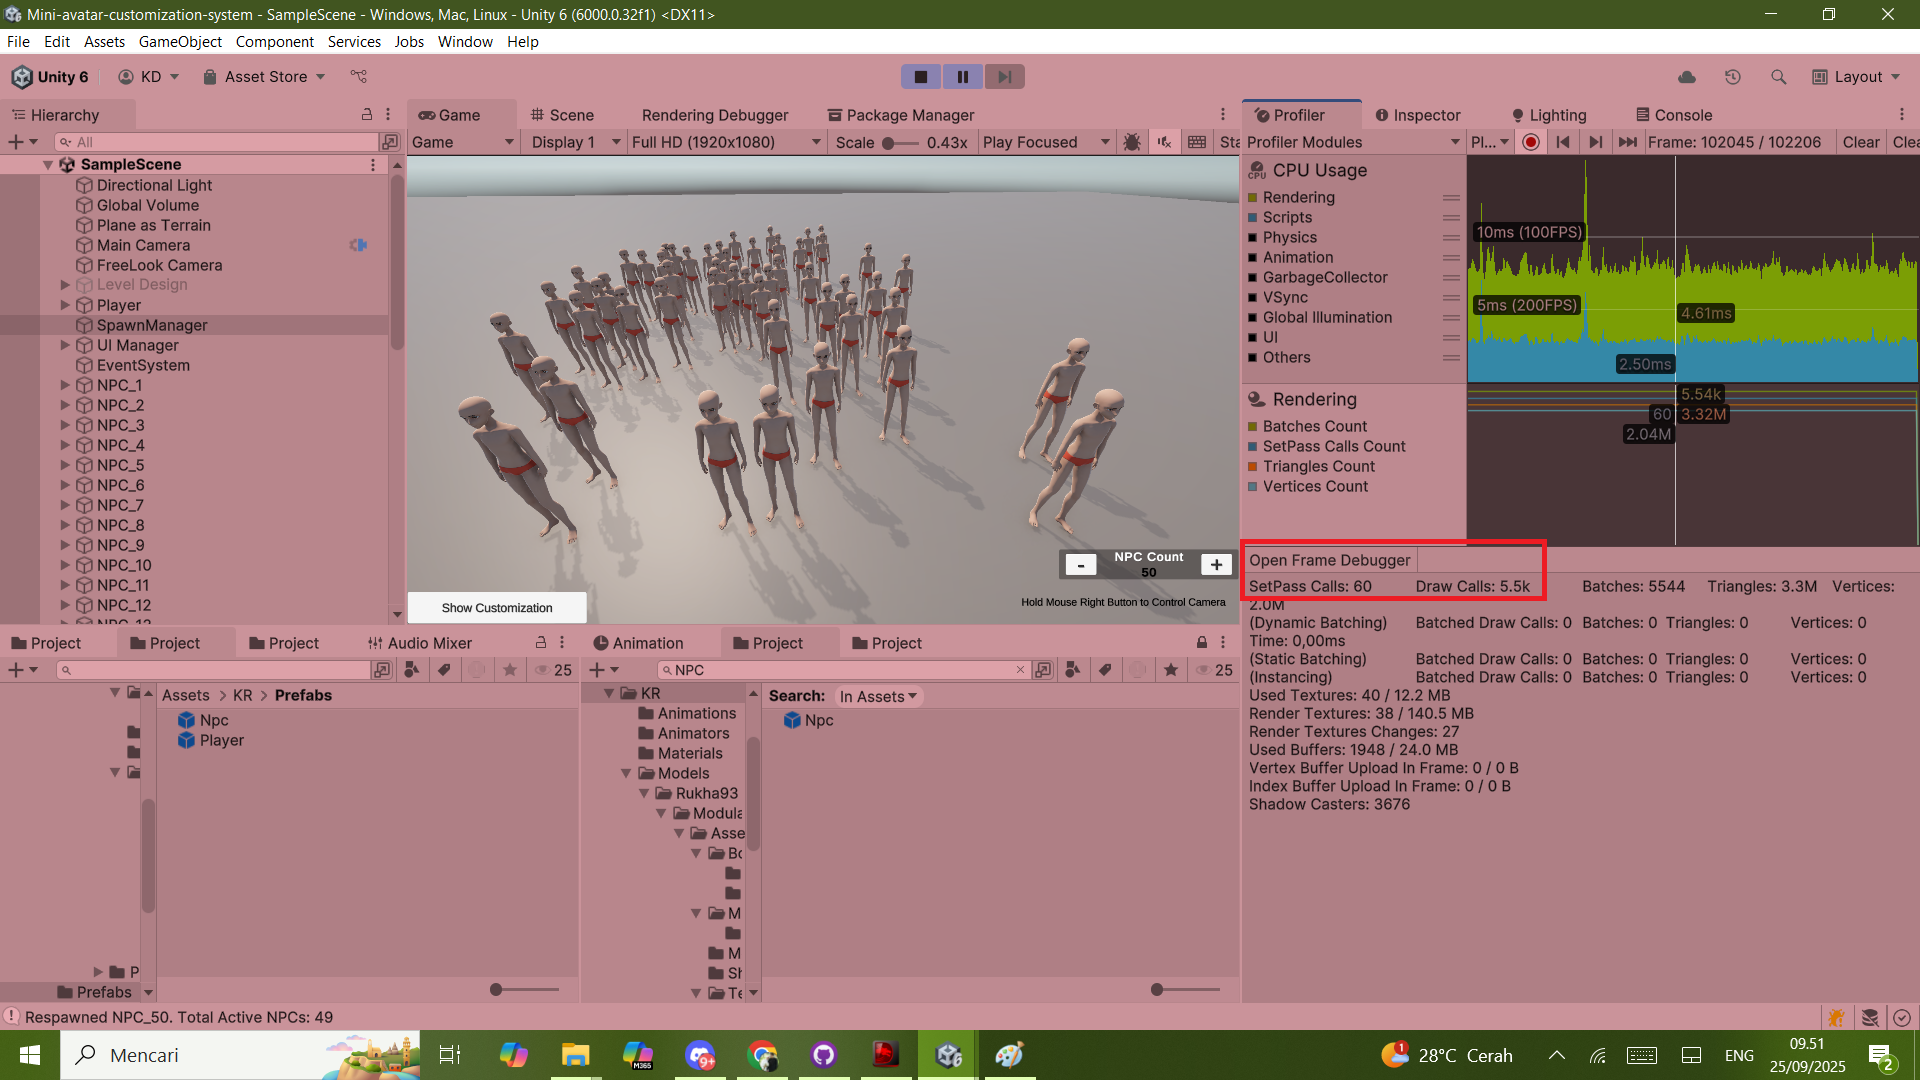 Mini-avatar-customization-system - SampleScene - Windows, Mac, Linux - Unity 6 (6000.0.32f1) <DX11>
File Edit Assets GameObject Component Services Jobs Window Help
Unity 6 KD Asset Store Layout
Hierarchy
All
SampleScene
Directional Light
Global Volume
Plane as Terrain
Main Camera
FreeLook Camera
Level Design
Player
SpawnManager
UI Manager
EventSystem
NPC_1
NPC_2
NPC_3
NPC_4
NPC_5
NPC_6
NPC_7
NPC_8
NPC_9
NPC_10
NPC_11
NPC_12
Game Scene Rendering Debugger Package Manager
Game Display 1 Full HD (1920x1080) Scale 0.43x Play Focused Sta
NPC Count
- 50 +
Show Customization
Hold Mouse Right Button to Control Camera
Profiler Inspector Lighting Console
Profiler Modules Pl... Frame: 102045 / 102206 Clear Clea
CPU Usage
Rendering
Scripts
Physics
Animation
GarbageCollector
VSync
Global Illumination
UI
Others
10ms (100FPS)
5ms (200FPS)
4.61ms
2.50ms
Rendering
Batches Count
SetPass Calls Count
Triangles Count
Vertices Count
5.54k
60 3.32M
2.04M
Open Frame Debugger
SetPass Calls: 60 Draw Calls: 5.5k Batches: 5544 Triangles: 3.3M Vertices:
2.0M
(Dynamic Batching) Batched Draw Calls: 0 Batches: 0 Triangles: 0 Vertices: 0
Time: 0,00ms
(Static Batching) Batched Draw Calls: 0 Batches: 0 Triangles: 0 Vertices: 0
(Instancing) Batched Draw Calls: 0 Batches: 0 Triangles: 0 Vertices: 0
Used Textures: 40 / 12.2 MB
Render Textures: 38 / 140.5 MB
Render Textures Changes: 27
Used Buffers: 1948 / 24.0 MB
Vertex Buffer Upload In Frame: 0 / 0 B
Index Buffer Upload In Frame: 0 / 0 B
Shadow Casters: 3676
Project Project Project Audio Mixer
25
Assets > KR > Prefabs
Npc
Player
P
Prefabs
Animation Project Project
NPC 25
KR
Animations
Animators
Materials
Models
Rukha93
Modula
Asse
Bo
M
M
Sh
Te
Search: In Assets
Npc
Respawned NPC_50. Total Active NPCs: 49
Mencari
M365
9+
6
1
28°C Cerah
ENG
09.51
25/09/2025
2